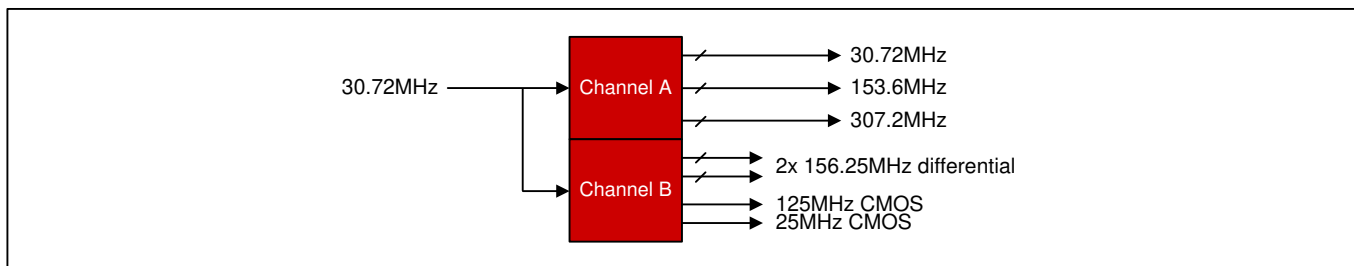 30.72MHz
Channel A
30.72MHz
153.6MHz
307.2MHz
Channel B
2x 156.25MHz differential
125MHz CMOS
25MHz CMOS